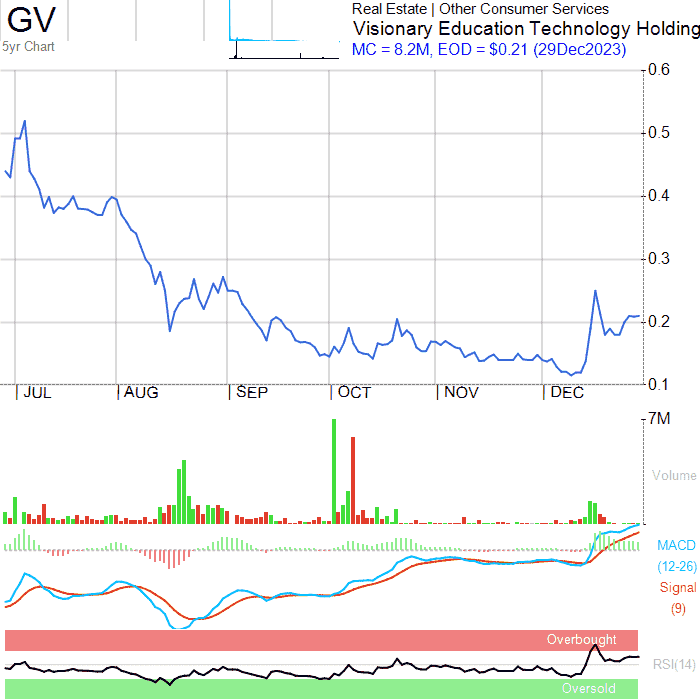 GV
5yr Chart
Real Estate | Other Consumer Services
Visionary Education Technology Holding
MC = 8.2M, EOD = $0.21 (29Dec2023)
0.6
0.5
0.4
0.3
0.2
0.1
JUL AUG SEP OCT NOV DEC
7M
Volume
MACD
(12-26)
Signal
(9)
Overbought
RSI(14)
Oversold